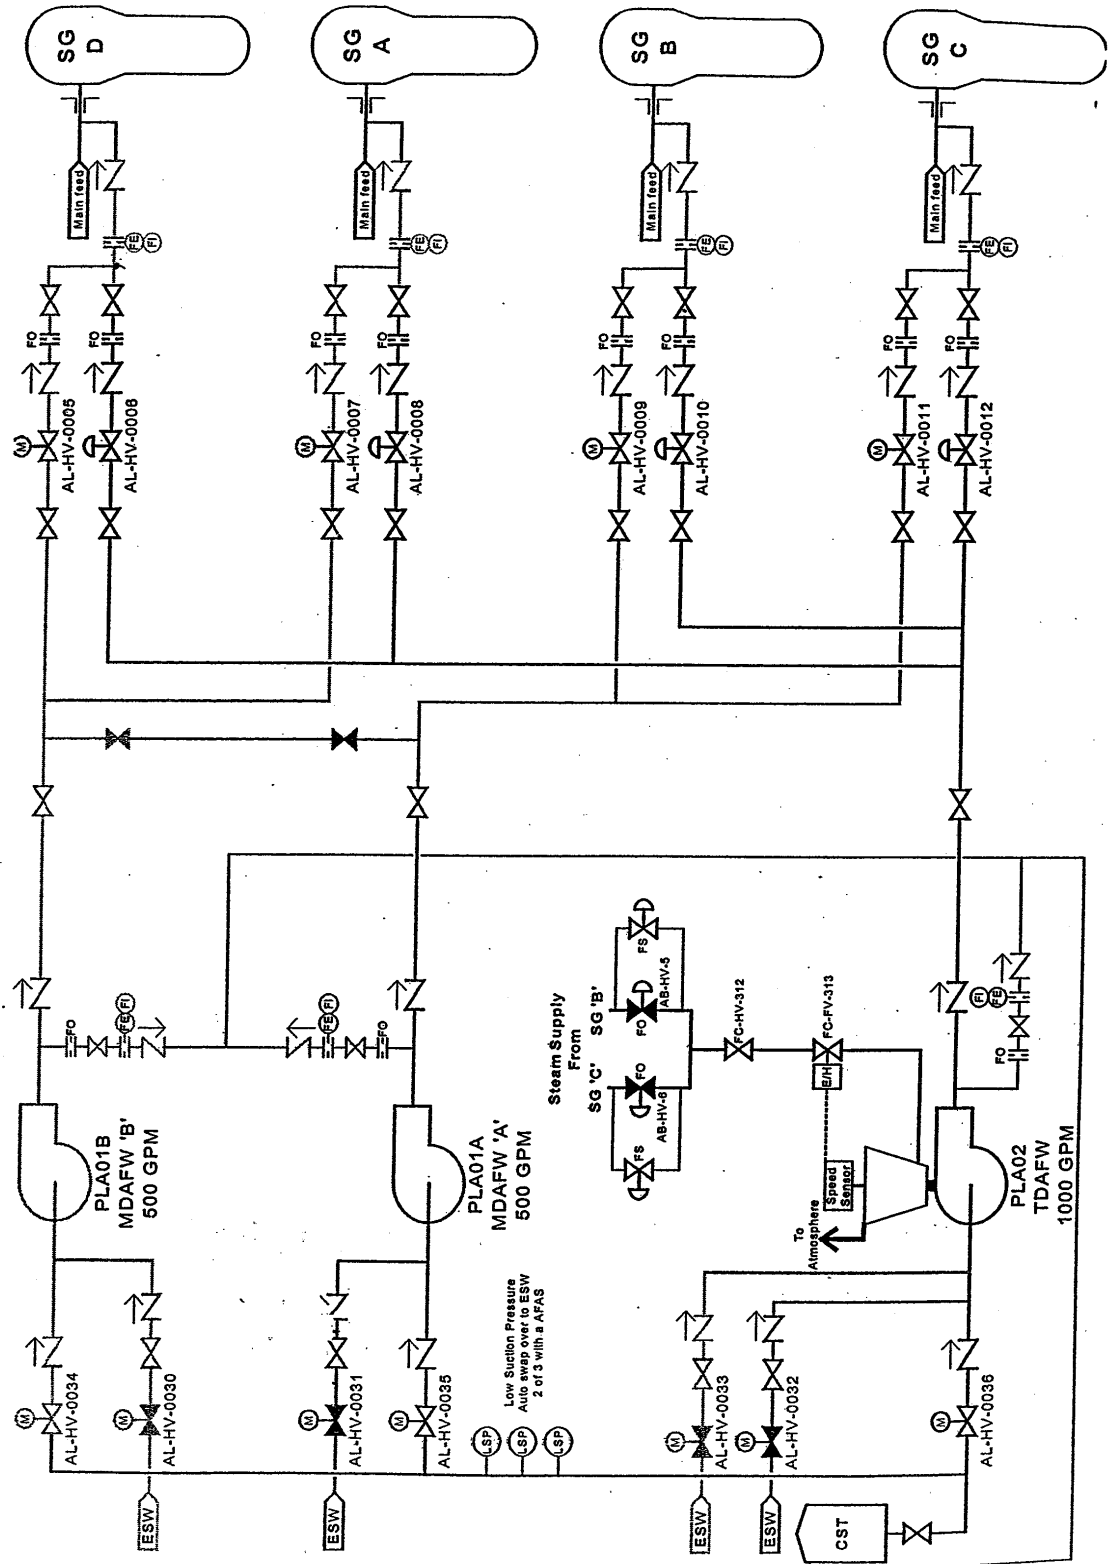 SG
D
SG
A
SG
B
SG
C
Main feed
Main feed
Main feed
Main feed
FE
FI
FE
FI
FE
FI
FE
FI
FO
FO
FO
FO
FO
FO
FO
FO
M
AL-HV-0005
AL-HV-0006
M
AL-HV-0007
AL-HV-0008
M
AL-HV-0009
AL-HV-0010
M
AL-HV-0011
AL-HV-0012
FO
FE
FI
FE
FI
FO
FI
FE
FO
Steam Supply
From
SG 'C'
SG 'B'
FS
FO
AB-HV-5
FO
AB-HV-6
FS
FC-HV-312
FC-FV-313
E/H
Speed
Sensor
To
Atmosphere
PLA01B
MDAFW 'B'
500 GPM
PLA01A
MDAFW 'A'
500 GPM
PLA02
TDAFW
1000 GPM
M
AL-HV-0034
M
AL-HV-0030
ESW
M
AL-HV-0031
ESW
M
AL-HV-0035
LSP
LSP
LSP
Low Suction Pressure
Auto swap over to ESW
2 of 3 with a AFAS
M
AL-HV-0033
ESW
M
AL-HV-0032
ESW
M
AL-HV-0036
CST